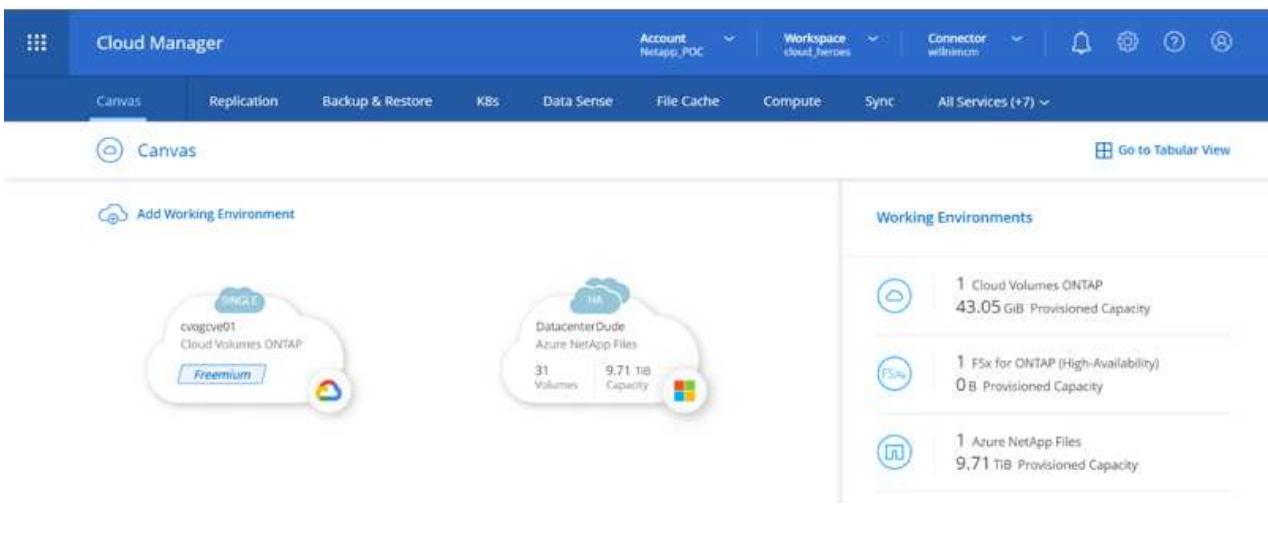 Cloud Manager
Account
Netapp_POC
Workspace
cloud_heroes
Connector
willnimcm
Canvas Replication Backup & Restore K8s Data Sense File Cache Compute Sync All Services (+7)
Canvas
Go to Tabular View
Add Working Environment
SINGLE
cvogcve01
Cloud Volumes ONTAP
Freemium
HA
DatacenterDude
Azure NetApp Files
31 9.71 TiB
Volumes Capacity
Working Environments
1 Cloud Volumes ONTAP
43.05 GiB Provisioned Capacity
FSxN
1 FSx for ONTAP (High-Availability)
0 B Provisioned Capacity
1 Azure NetApp Files
9.71 TiB Provisioned Capacity